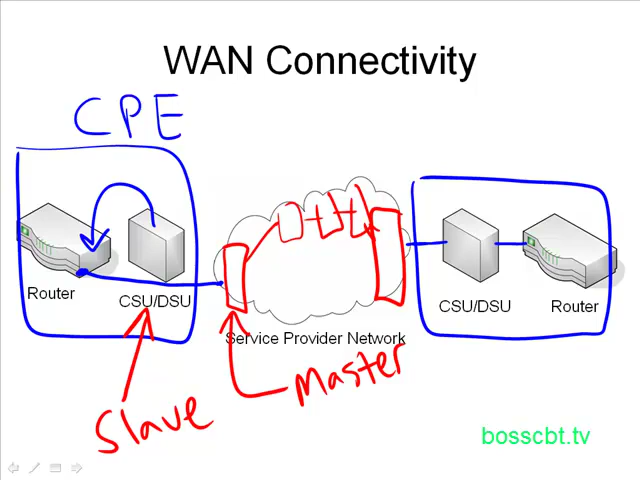 WAN Connectivity
CPE
Router
CSU/DSU
Service Provider Network
CSU/DSU
Router
Slave
Master
bosscbt.tv